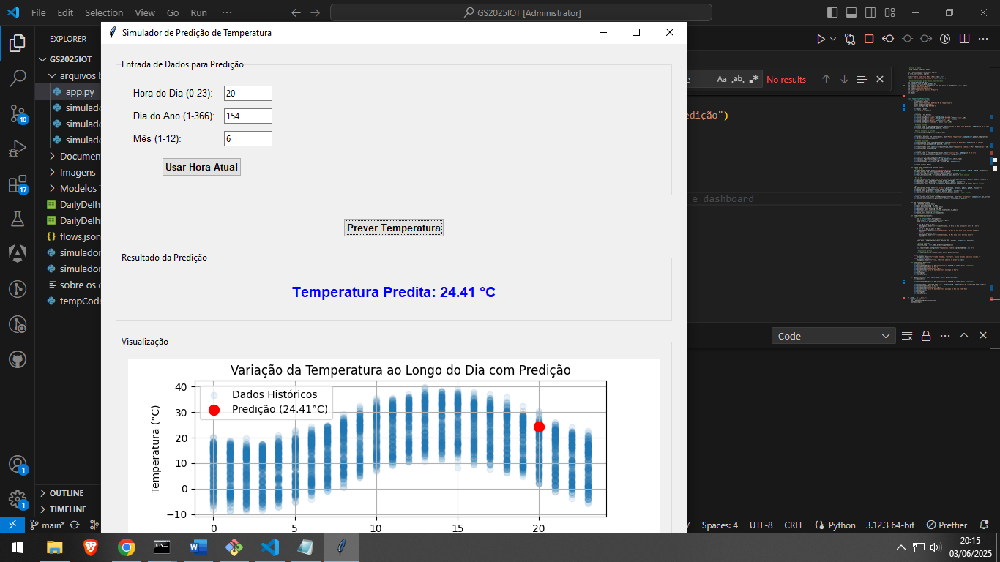 File Edit Selection View Go Run ··· GS2025IOT [Administrator]
Simulador de Predição de Temperatura
EXPLORER
GS2025IOT
arquivos b
app.py
simulado
simulado
simulado
Documen
Imagens
Modelos T
DailyDelh
DailyDelh
flows.json
simulador
simulador
sobre os c
tempCode
OUTLINE
TIMELINE
10
17
1
1
Entrada de Dados para Predição
Hora do Dia (0-23): 20
Dia do Ano (1-366): 154
Mês (1-12): 6
Usar Hora Atual
Prever Temperatura
Resultado da Predição
Temperatura Predita: 24.41 °C
Visualização
Variação da Temperatura ao Longo do Dia com Predição
Dados Históricos
Predição (24.41°C)
Temperatura (°C)
40
30
20
10
0
−10
0 5 10 15 20
e Aa ab .* No results
edição")
e dashboard
Code
main* 7 Spaces: 4 UTF-8 CRLF Python 3.12.3 64-bit Prettier
20:15
03/06/2025